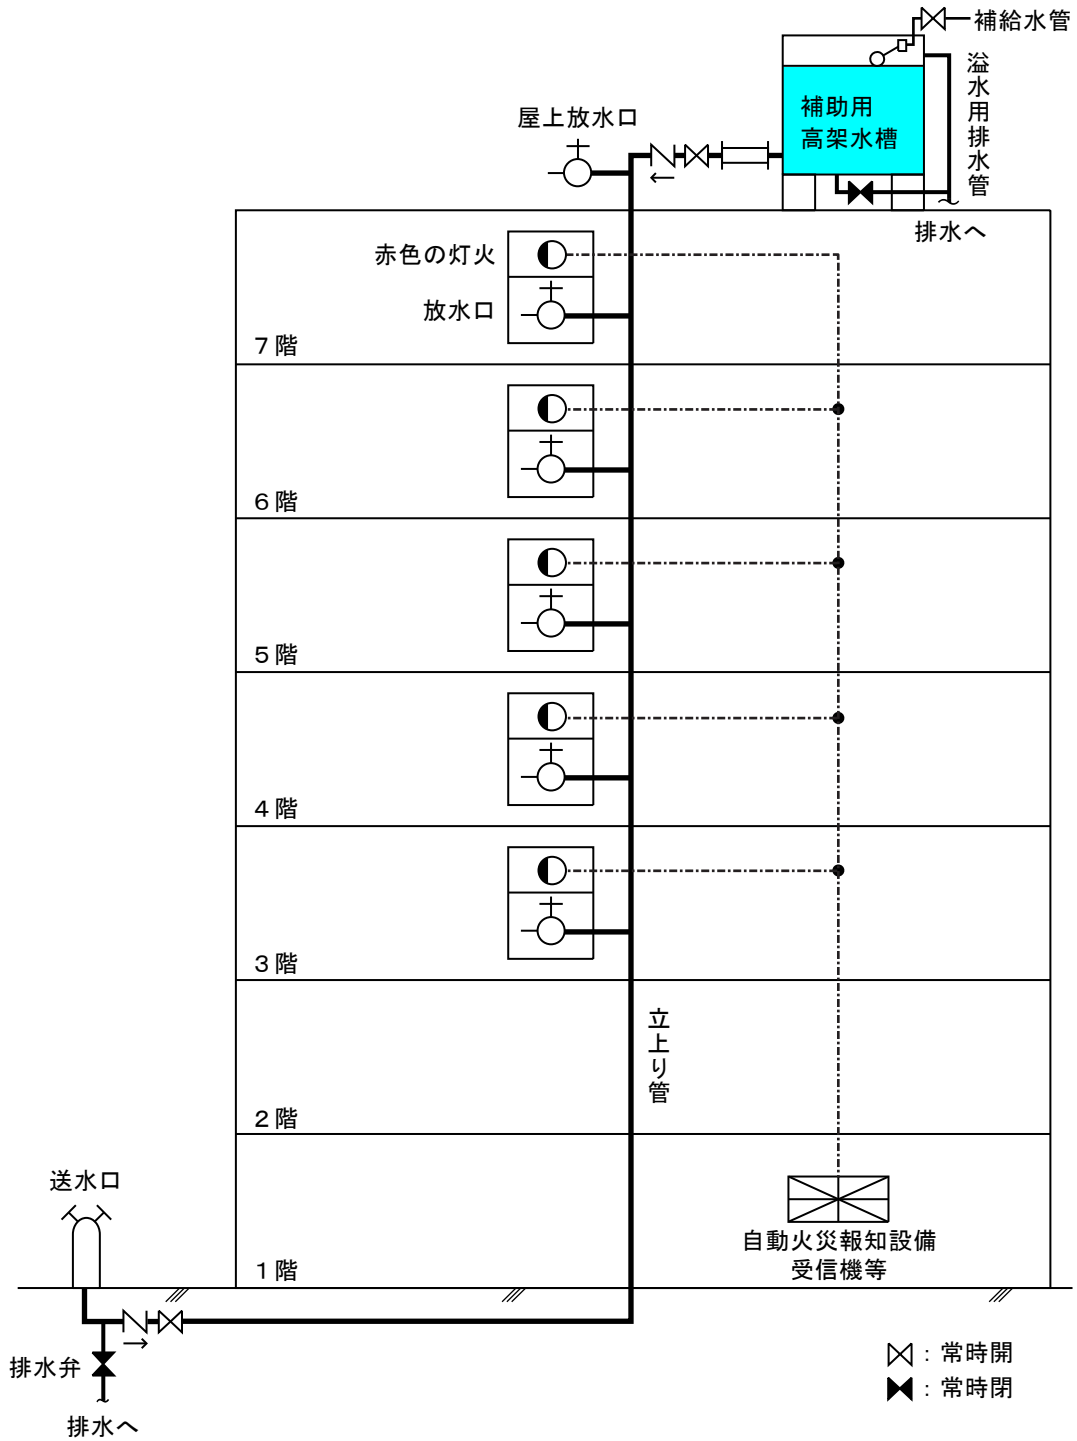 補給水管
溢水用排水管
補助用
高架水槽
屋上放水口
排水へ
赤色の灯火
放水口
7階
6階
5階
4階
3階
立上り管
2階
送水口
自動火災報知設備
受信機等
1階
排水弁
排水へ
：常時開
：常時閉